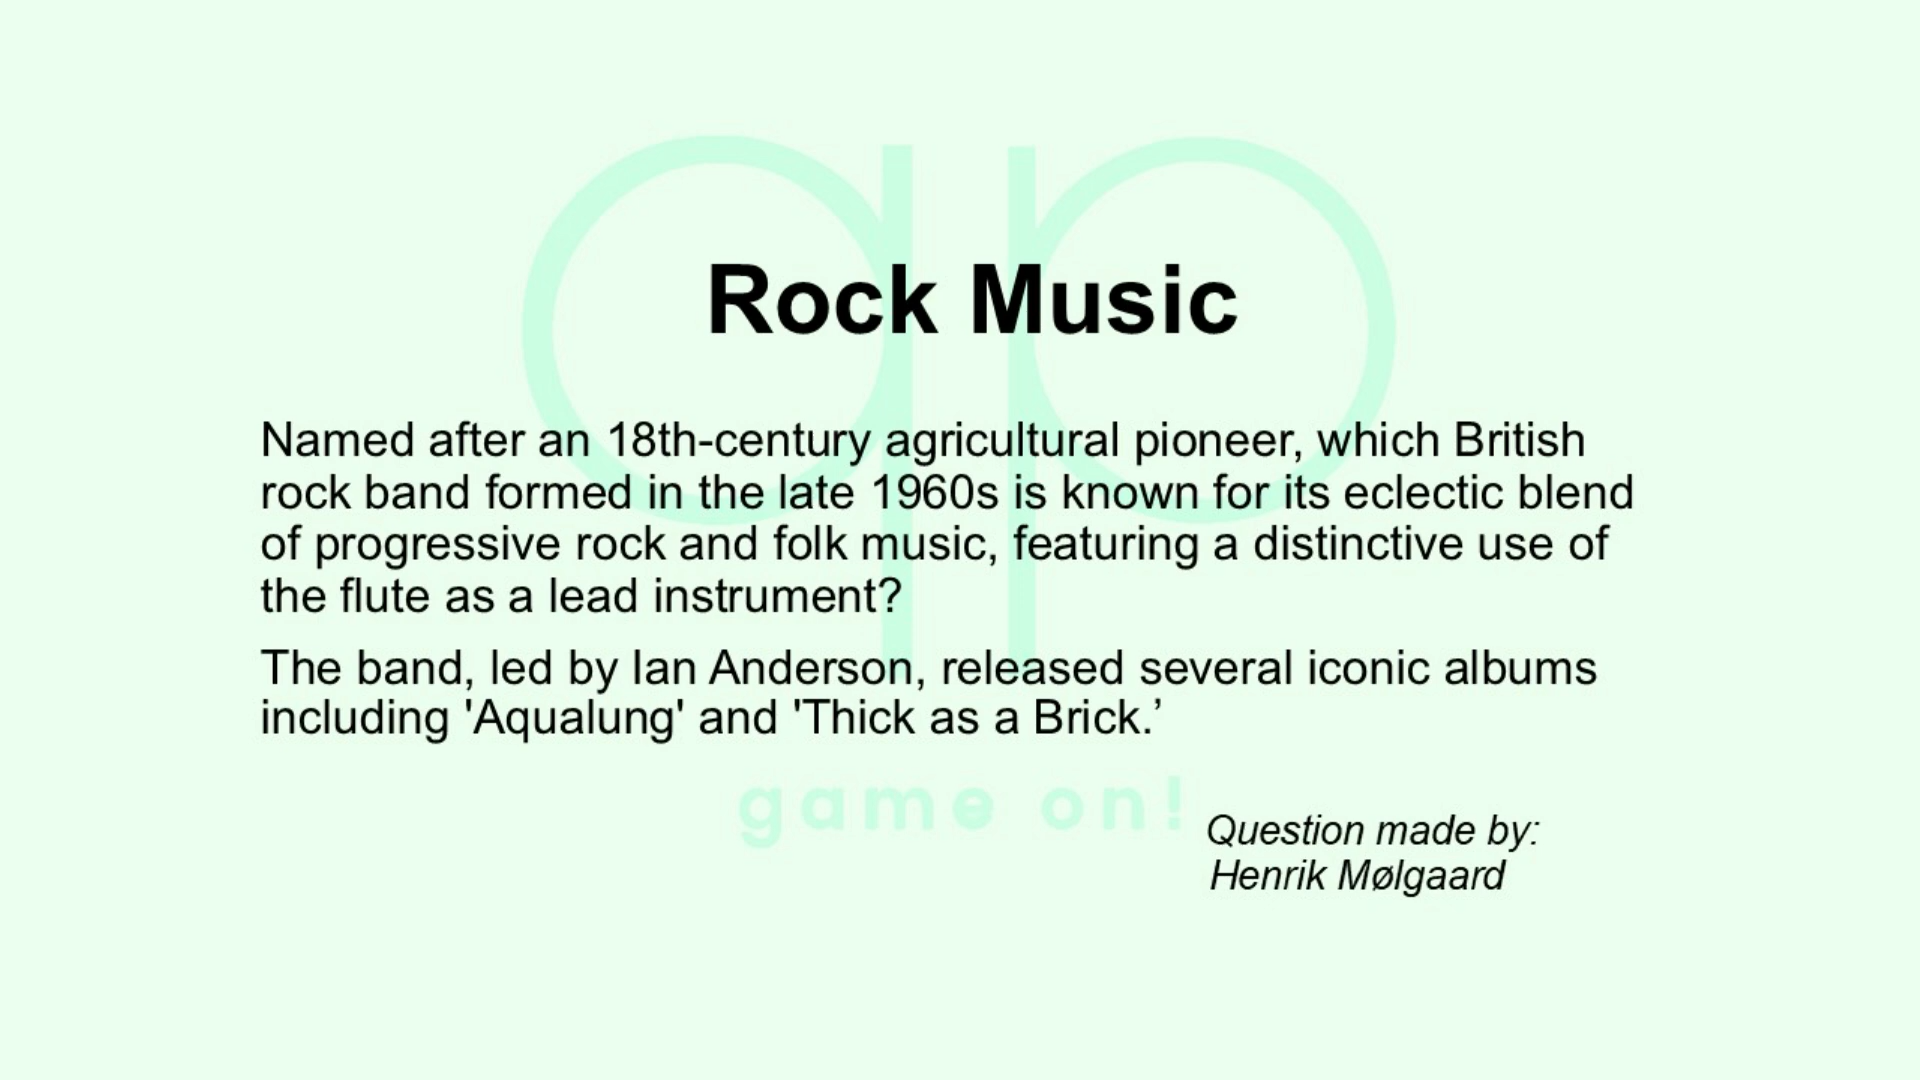 Rock Music
Named after an 18th-century agricultural pioneer, which British
rock band formed in the late 1960s is known for its eclectic blend
of progressive rock and folk music, featuring a distinctive use of
the flute as a lead instrument?
The band, led by Ian Anderson, released several iconic albums
including 'Aqualung' and 'Thick as a Brick.’
game on!
Question made by:
Henrik Mølgaard